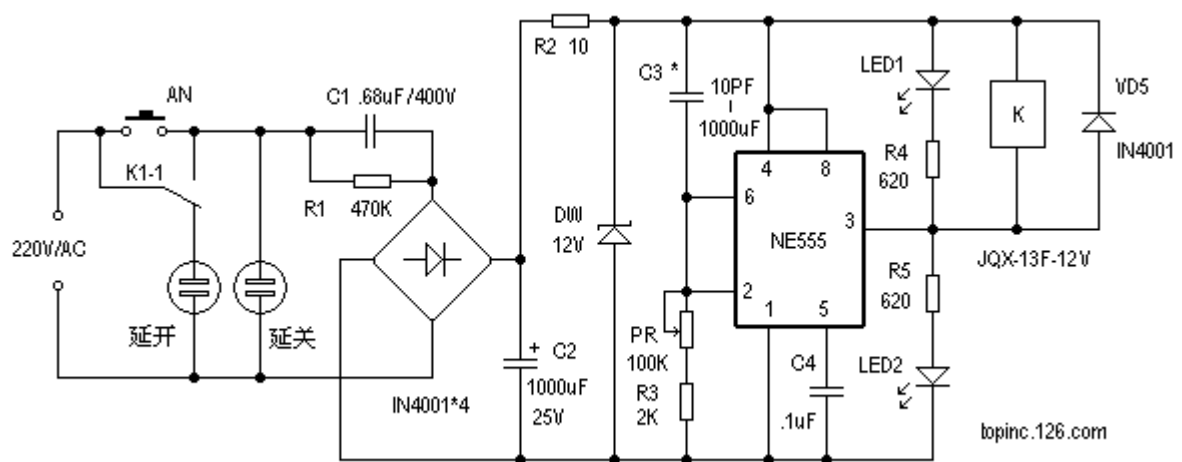 R2 10
C3 *
10PF
1000uF
LED1
VD5
IN4001
AN
C1 .68uF/400V
K
K1-1
R1 470K
4 8
R4
620
6
DW
12V
NE555
3
220V/AC
JQX-13F-12V
2
R5
620
延开
延关
+ C2
1000uF
25V
PR
100K
1 5
C4
LED2
IN4001*4
R3
2K
.1uF
topinc.126.com